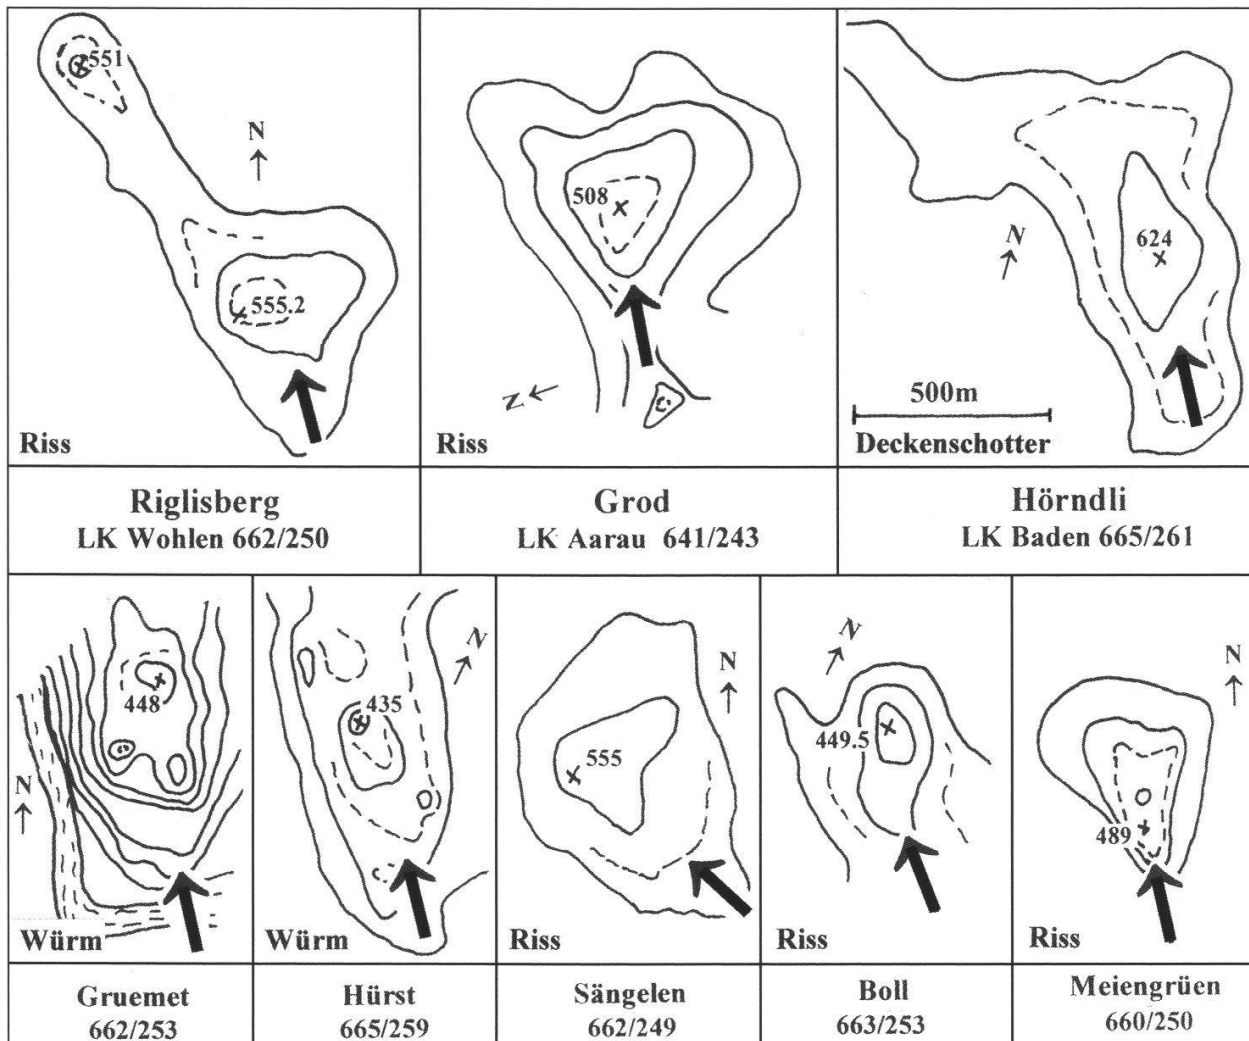 551
N
555.2
Riss
Riglisberg
LK Wohlen 662/250
508
N
Riss
Grod
LK Aarau 641/243
N
624
500m
Deckenschotter
Hörndli
LK Baden 665/261
448
N
Würm
Gruemet
662/253
435
N
Würm
Hürst
665/259
N
555
Riss
Sängelen
662/249
N
449.5
Riss
Boll
663/253
N
489
Riss
Meiengrüen
660/250